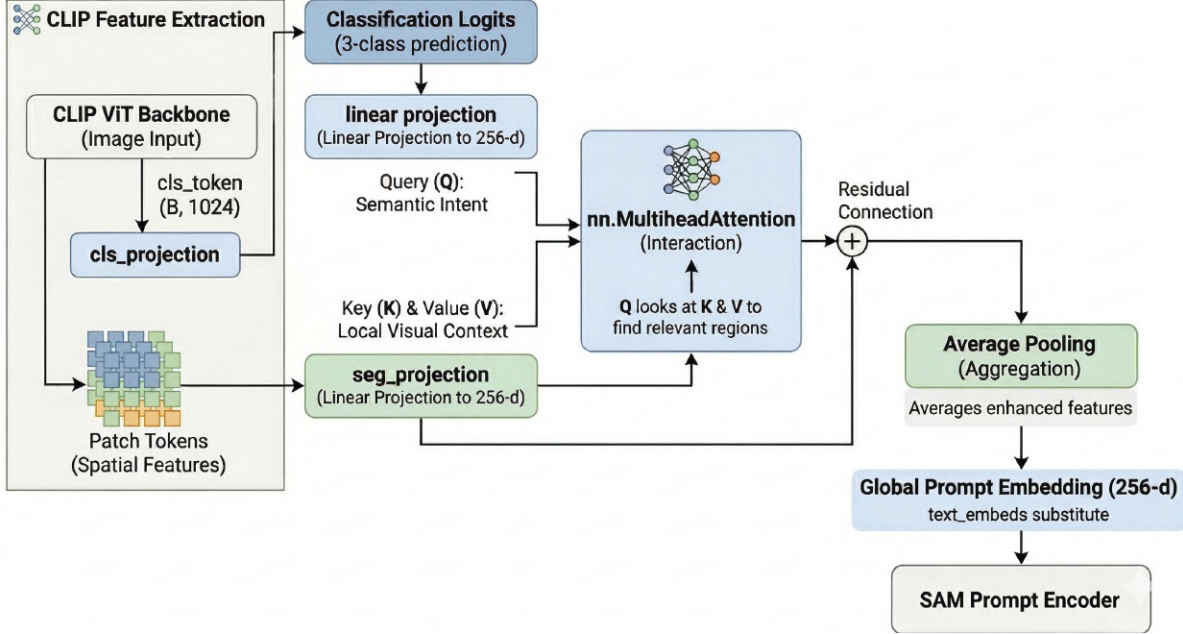 CLIP Feature Extraction
CLIP ViT Backbone
(Image Input)
cls_token
(B, 1024)
cls_projection
Patch Tokens
(Spatial Features)
Classification Logits
(3-class prediction)
linear projection
(Linear Projection to 256-d)
Query (Q):
Semantic Intent
Key (K) & Value (V):
Local Visual Context
seg_projection
(Linear Projection to 256-d)
nn.MultiheadAttention
(Interaction)
Q looks at K & V to
find relevant regions
Residual
Connection
+
Average Pooling
(Aggregation)
Averages enhanced features
Global Prompt Embedding (256-d)
text_embeds substitute
SAM Prompt Encoder